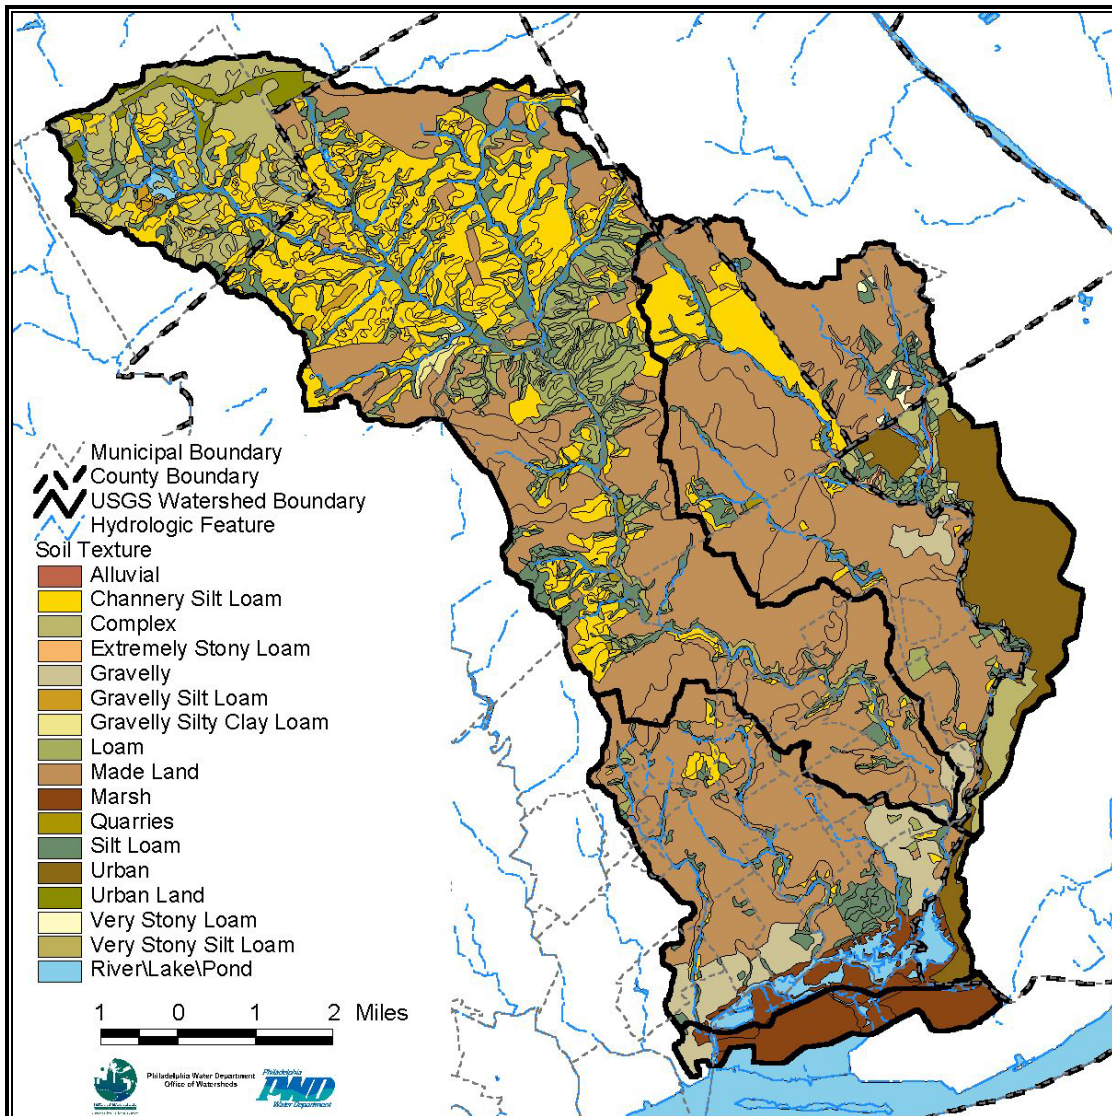 Municipal Boundary
County Boundary
USGS Watershed Boundary
Hydrologic Feature
Soil Texture
Alluvial
Channery Silt Loam
Complex
Extremely Stony Loam
Gravelly
Gravelly Silt Loam
Gravelly Silty Clay Loam
Loam
Made Land
Marsh
Quarries
Silt Loam
Urban
Urban Land
Very Stony Loam
Very Stony Silt Loam
River\Lake\Pond
1 0 1 2 Miles
Philadelphia Water Department
Office of Watersheds
Philadelphia
PWD
Water Department